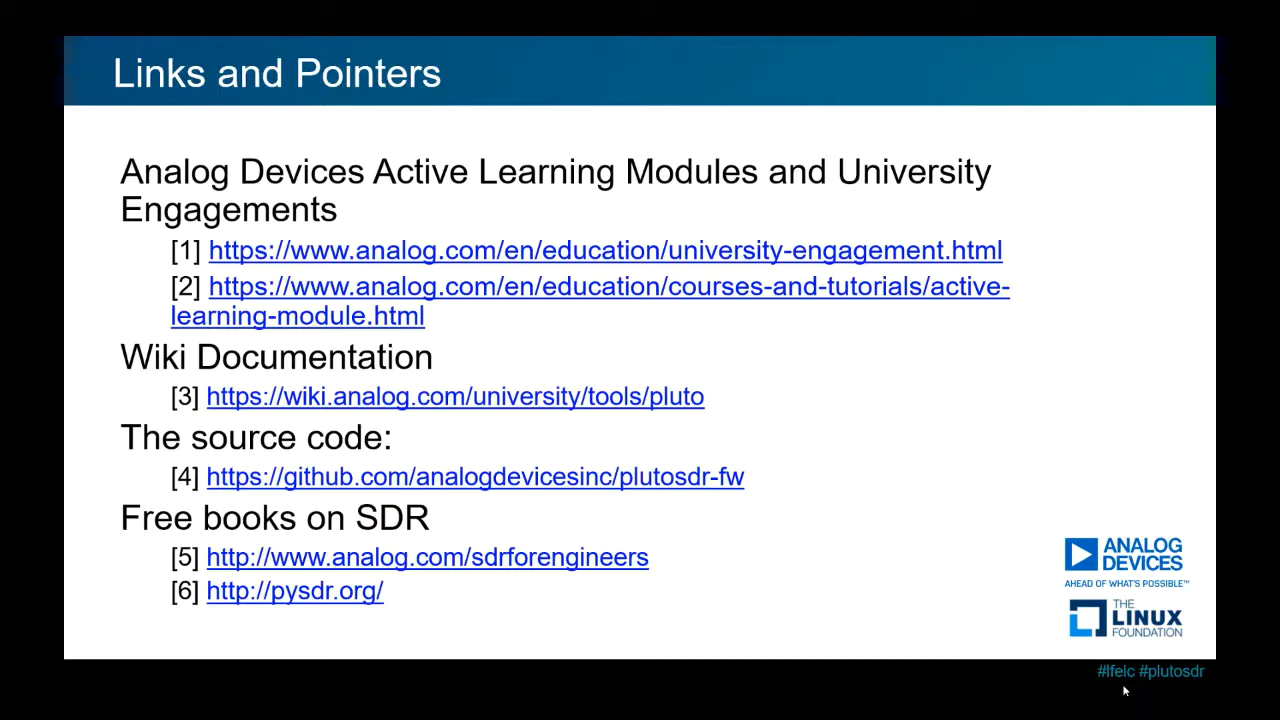 Links and Pointers
Analog Devices Active Learning Modules and University
Engagements
[1] https://www.analog.com/en/education/university-engagement.html
[2] https://www.analog.com/en/education/courses-and-tutorials/active-
learning-module.html
Wiki Documentation
[3] https://wiki.analog.com/university/tools/pluto
The source code:
[4] https://github.com/analogdevicesinc/plutosdr-fw
Free books on SDR
[5] http://www.analog.com/sdrforengineers
[6] http://pysdr.org/
ANALOG
DEVICES
AHEAD OF WHAT'S POSSIBLE™
THE
LINUX
FOUNDATION
#lfelc #plutosdr